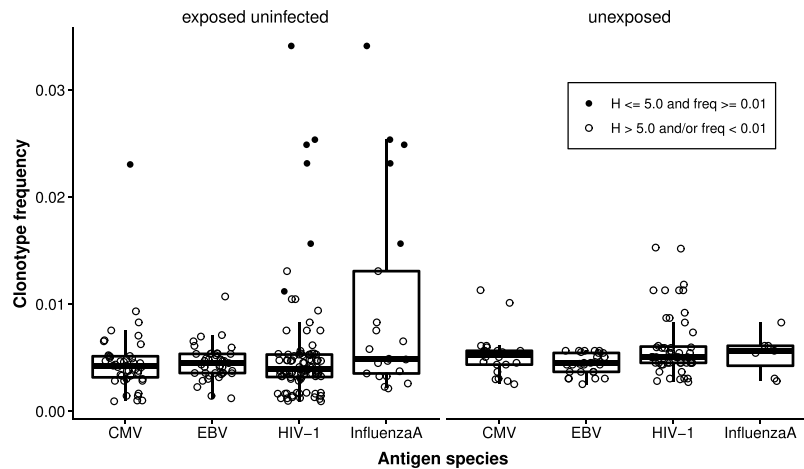 exposed uninfected
unexposed
Clonotype frequency
0.03
0.02
0.01
0.00
H <= 5.0 and freq >= 0.01
H > 5.0 and/or freq < 0.01
CMV
EBV
HIV−1
InfluenzaA
CMV
EBV
HIV−1
InfluenzaA
Antigen species